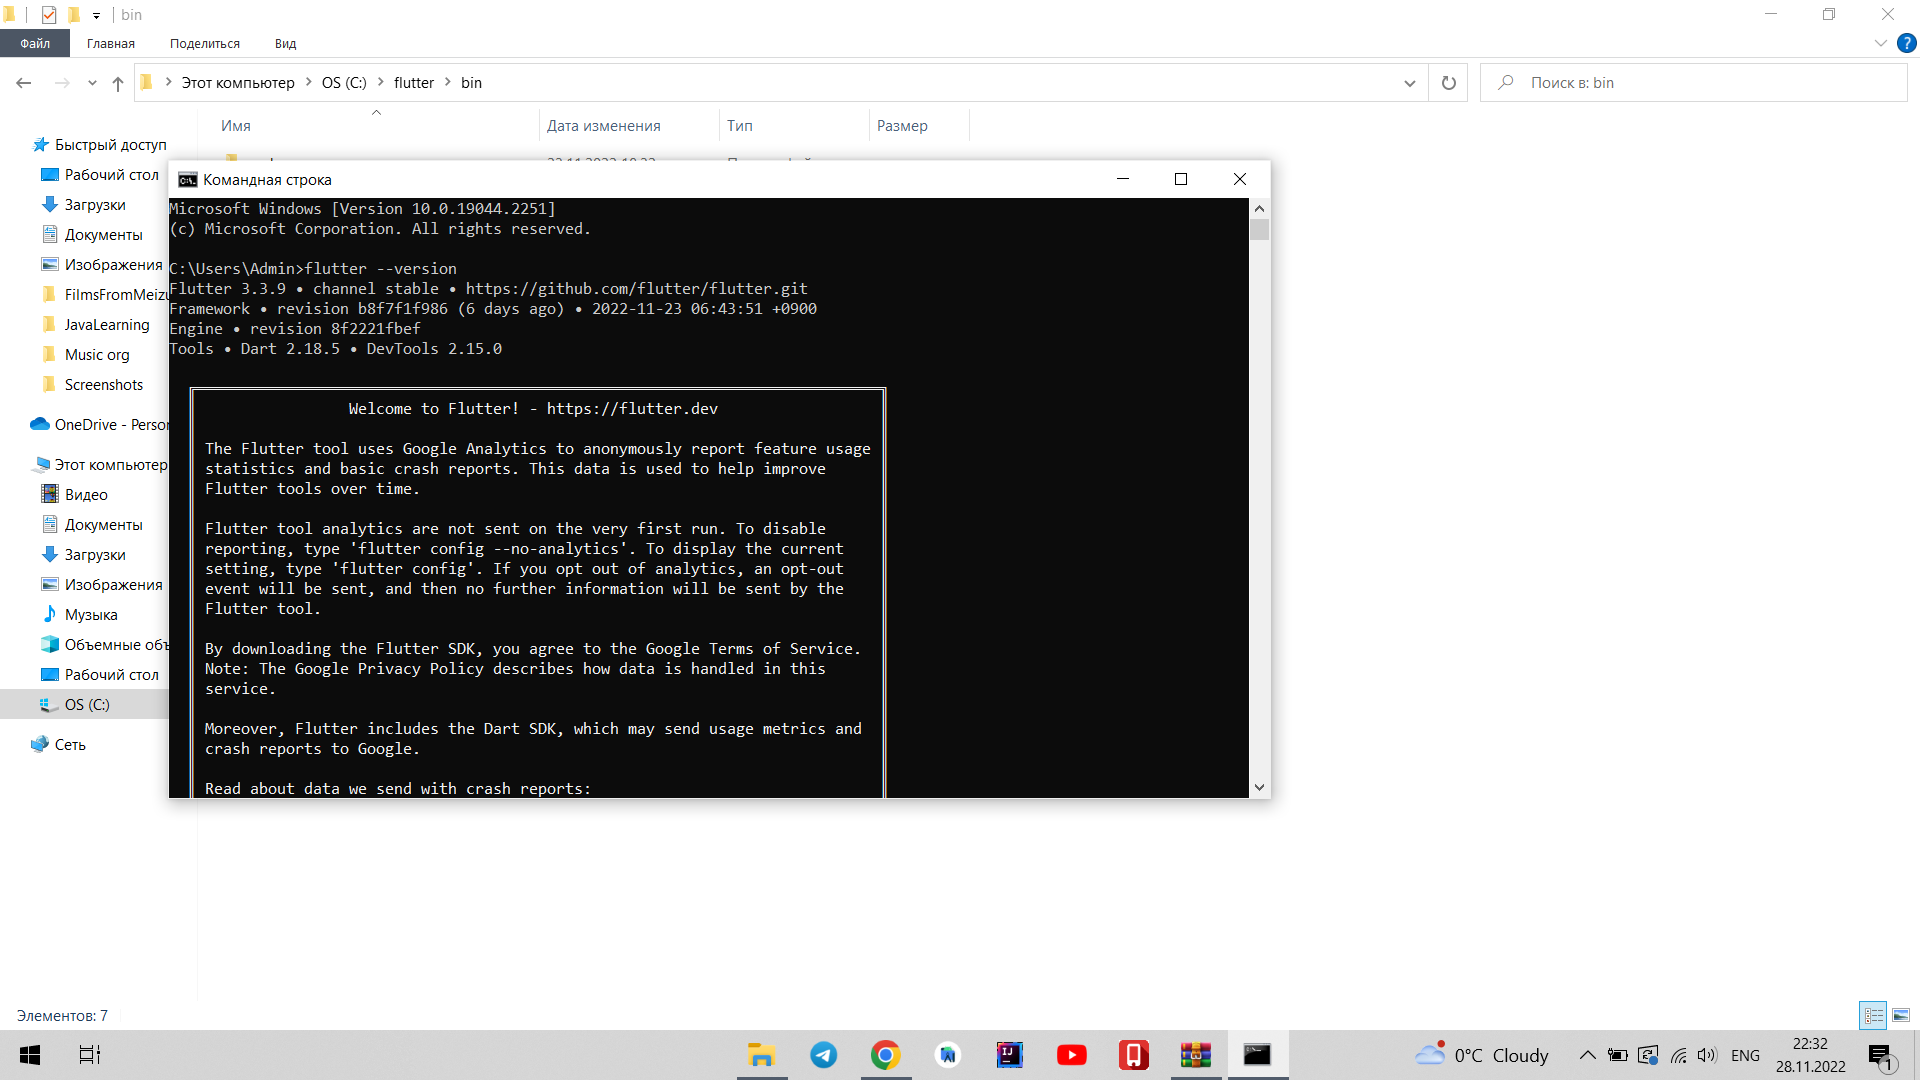 bin
Файл
Главная
Поделиться
Вид
Этот компьютер
OS (C:)
flutter
bin
Поиск в: bin
Имя
Дата изменения
Тип
Размер
Быстрый доступ
Рабочий стол
Загрузки
Документы
Изображения
FilmsFromMeizu
JavaLearning
Music org
Screenshots
OneDrive - Person
Этот компьютер
Видео
Документы
Загрузки
Изображения
Музыка
Объемные объ
Рабочий стол
OS (C:)
Сеть
Командная строка
Microsoft Windows [Version 10.0.19044.2251]
(c) Microsoft Corporation. All rights reserved.
C:\Users\Admin>flutter --version
Flutter 3.3.9 • channel stable • https://github.com/flutter/flutter.git
Framework • revision b8f7f1f986 (6 days ago) • 2022-11-23 06:43:51 +0900
Engine • revision 8f2221fbef
Tools • Dart 2.18.5 • DevTools 2.15.0
Welcome to Flutter! - https://flutter.dev
The Flutter tool uses Google Analytics to anonymously report feature usage
statistics and basic crash reports. This data is used to help improve
Flutter tools over time.
Flutter tool analytics are not sent on the very first run. To disable
reporting, type 'flutter config --no-analytics'. To display the current
setting, type 'flutter config'. If you opt out of analytics, an opt-out
event will be sent, and then no further information will be sent by the
Flutter tool.
By downloading the Flutter SDK, you agree to the Google Terms of Service.
Note: The Google Privacy Policy describes how data is handled in this
service.
Moreover, Flutter includes the Dart SDK, which may send usage metrics and
crash reports to Google.
Read about data we send with crash reports:
Элементов: 7
0°C Cloudy
ENG
22:32
28.11.2022
1